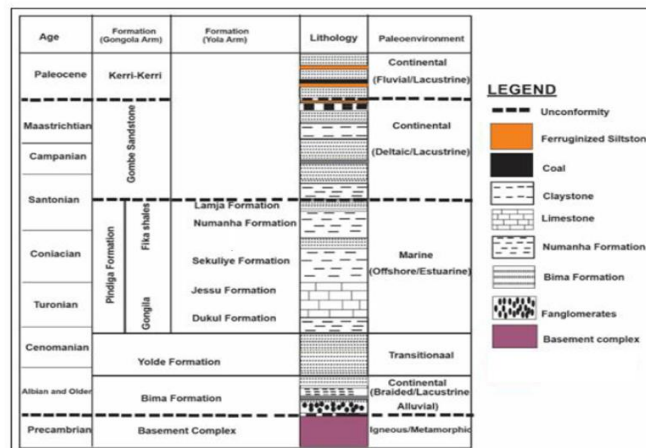 Age
Formation
(Gongola Arm)
Formation
(Yola Arm)
Lithology
Paleoenvironment
Paleocene
Kerri-Kerri
Continental
(Fluvial/Lacustrine)
Maastrichtian
Campanian
Gombe Sandstone
Continental
(Deltaic/Lacustrine)
Santonian
Coniacian
Turonian
Pindiga Formation
Fika shales
Gongila
Lamja Formation
Numanha Formation
Sekuliye Formation
Jessu Formation
Dukul Formation
Marine
(Offshore/Estuarine)
Cenomanian
Yolde Formation
Transitionaal
Albian and Older
Bima Formation
Continental
(Braided/Lacustrine
Alluvial)
Precambrian
Basement Complex
Igneous/Metamorphic
LEGEND
Unconformity
Ferruginized Siltston
Coal
Claystone
Limestone
Numanha Formation
Bima Formation
Fanglomerates
Basement complex